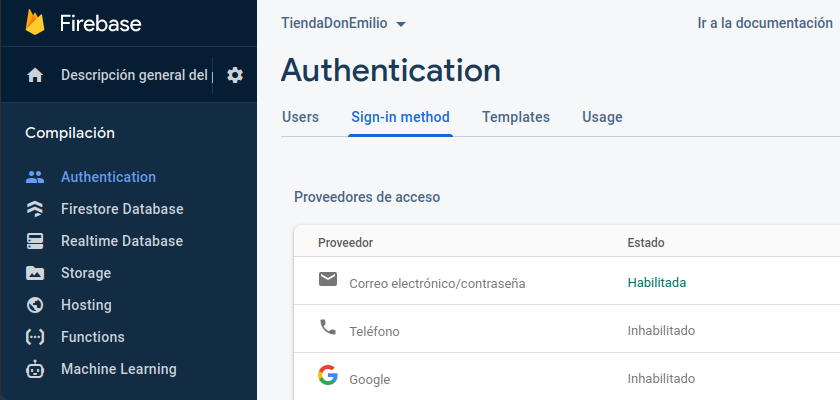 Firebase
Descripción general del
Compilación
Authentication
Firestore Database
Realtime Database
Storage
Hosting
Functions
Machine Learning
TiendaDonEmilio
Ir a la documentación
Authentication
Users Sign-in method Templates Usage
Proveedores de acceso
Proveedor Estado
Correo electrónico/contraseña Habilitada
Teléfono Inhabilitado
Google Inhabilitado